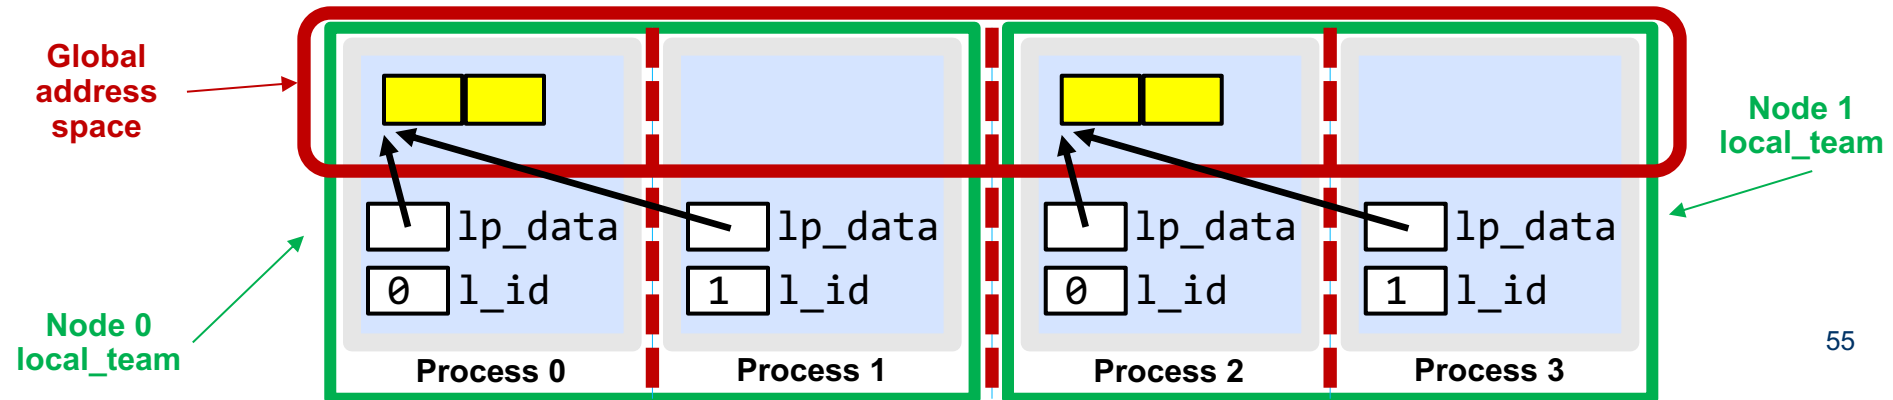 Global
address
space
Node 1
local_team
lp_data
lp_data
lp_data
lp_data
0 l_id
1 l_id
0 l_id
1 l_id
Node 0
local_team
Process 0
Process 1
Process 2
Process 3
55